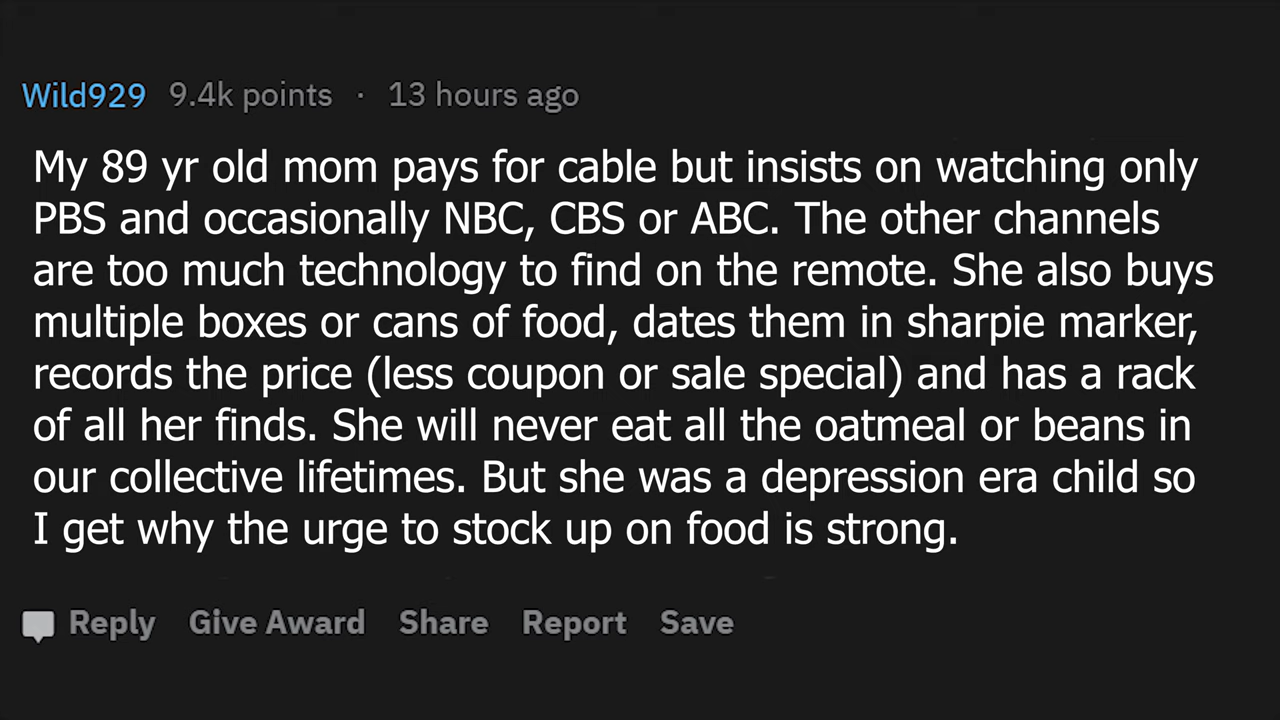 Wild929 9.4k points · 13 hours ago
My 89 yr old mom pays for cable but insists on watching only
PBS and occasionally NBC, CBS or ABC. The other channels
are too much technology to find on the remote. She also buys
multiple boxes or cans of food, dates them in sharpie marker,
records the price (less coupon or sale special) and has a rack
of all her finds. She will never eat all the oatmeal or beans in
our collective lifetimes. But she was a depression era child so
I get why the urge to stock up on food is strong.
Reply Give Award Share Report Save